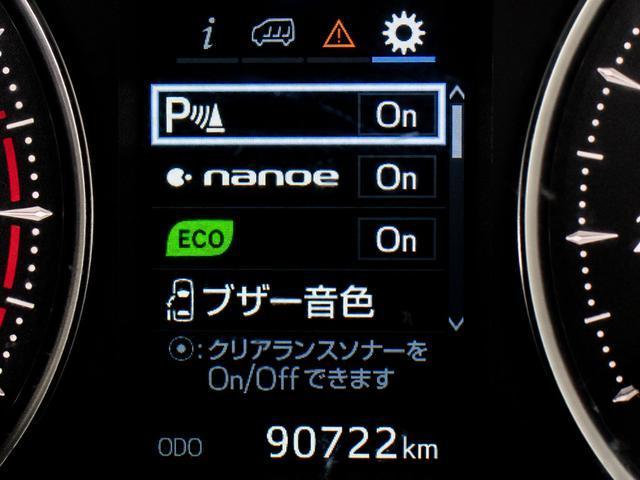 i
P On
nanoe On
ECO On
ブザー音色
:クリアランスソナーを
On/Offできます
ODO 90722km
2